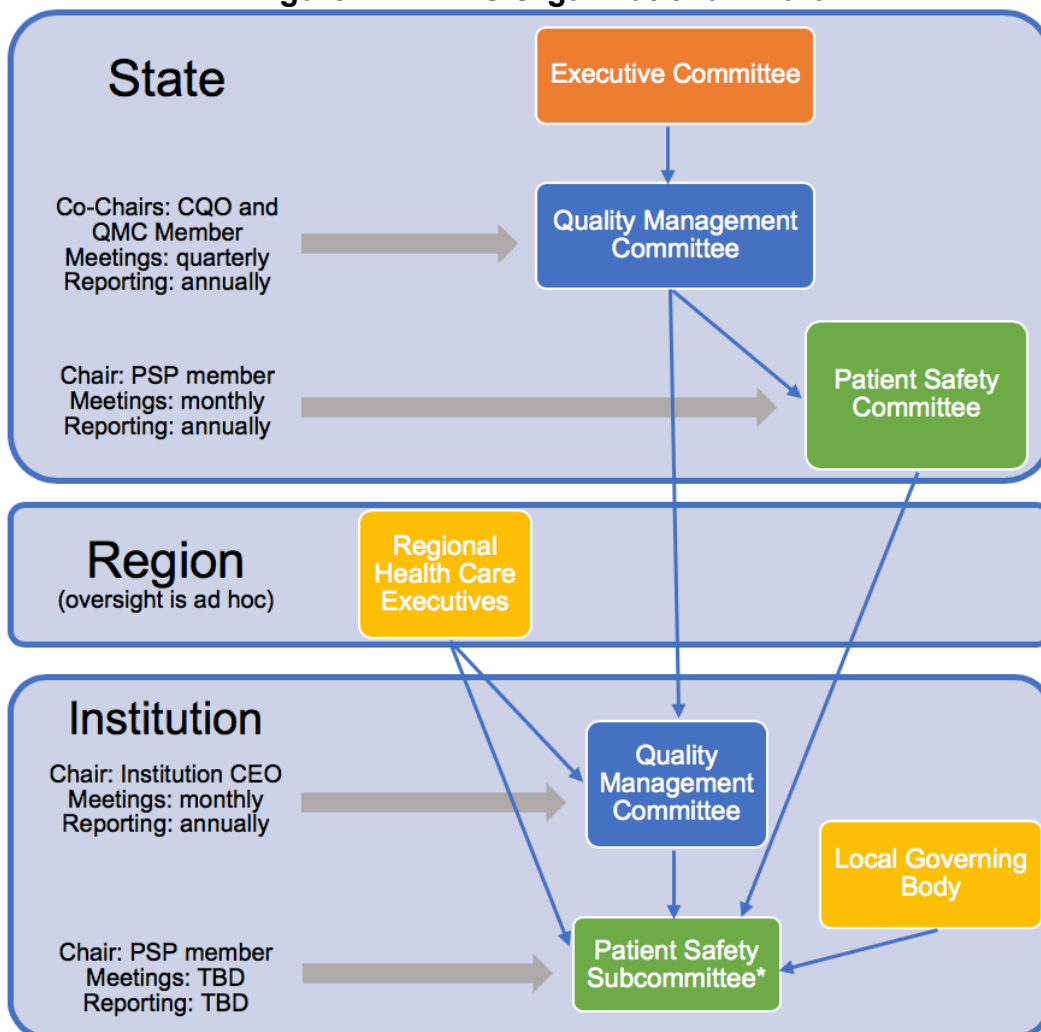 State
Executive Committee
Co-Chairs: CQO and
QMC Member
Meetings: quarterly
Reporting: annually
Quality Management
Committee
Chair: PSP member
Meetings: monthly
Reporting: annually
Patient Safety
Committee
Region
(oversight is ad hoc)
Regional
Health Care
Executives
Institution
Chair: Institution CEO
Meetings: monthly
Reporting: annually
Quality
Management
Committee
Local Governing
Body
Chair: PSP member
Meetings: TBD
Reporting: TBD
Patient Safety
Subcommittee*